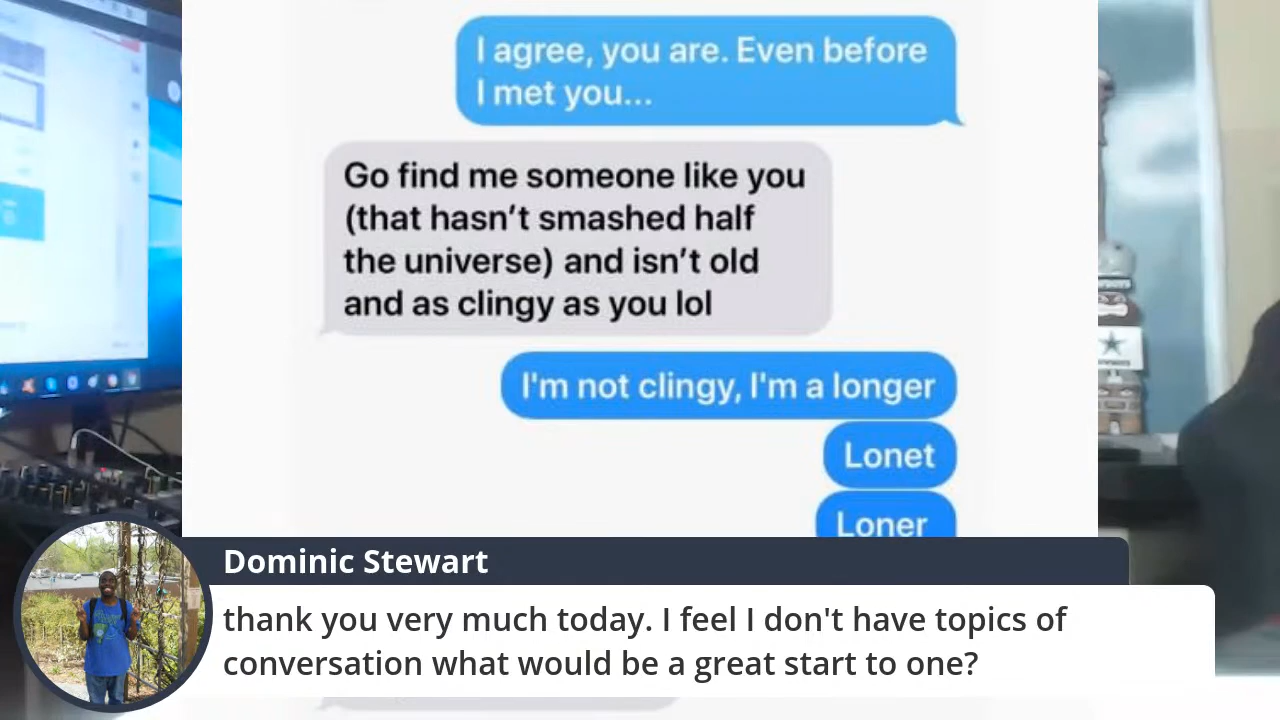 I agree, you are. Even before
I met you...
Go find me someone like you
(that hasn't smashed half
the universe) and isn't old
and as clingy as you lol
I'm not clingy, I'm a longer
Lonet
Loner
Dominic Stewart
thank you very much today. I feel I don't have topics of
conversation what would be a great start to one?